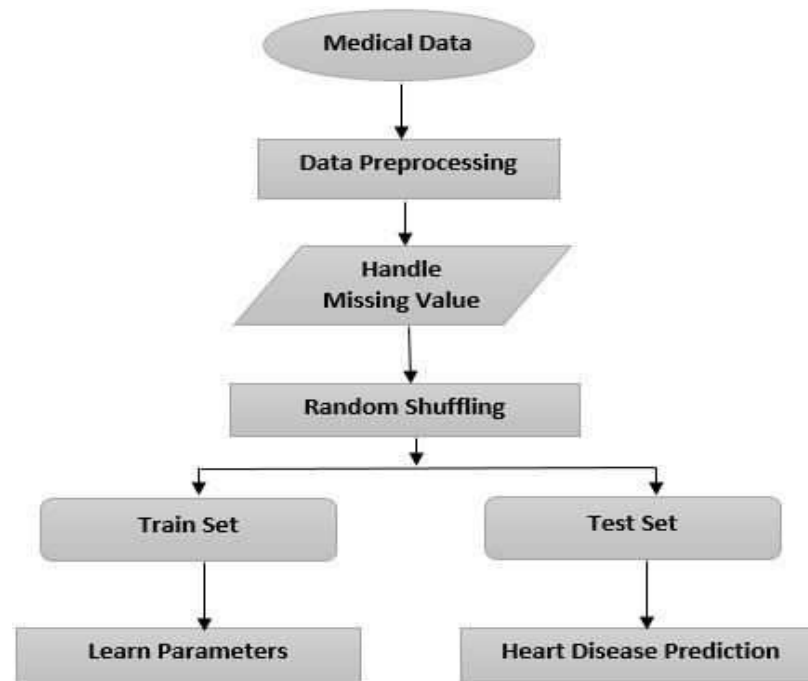 Medical Data
Data Preprocessing
Handle
Missing Value
Random Shuffling
Train Set
Test Set
Learn Parameters
Heart Disease Prediction